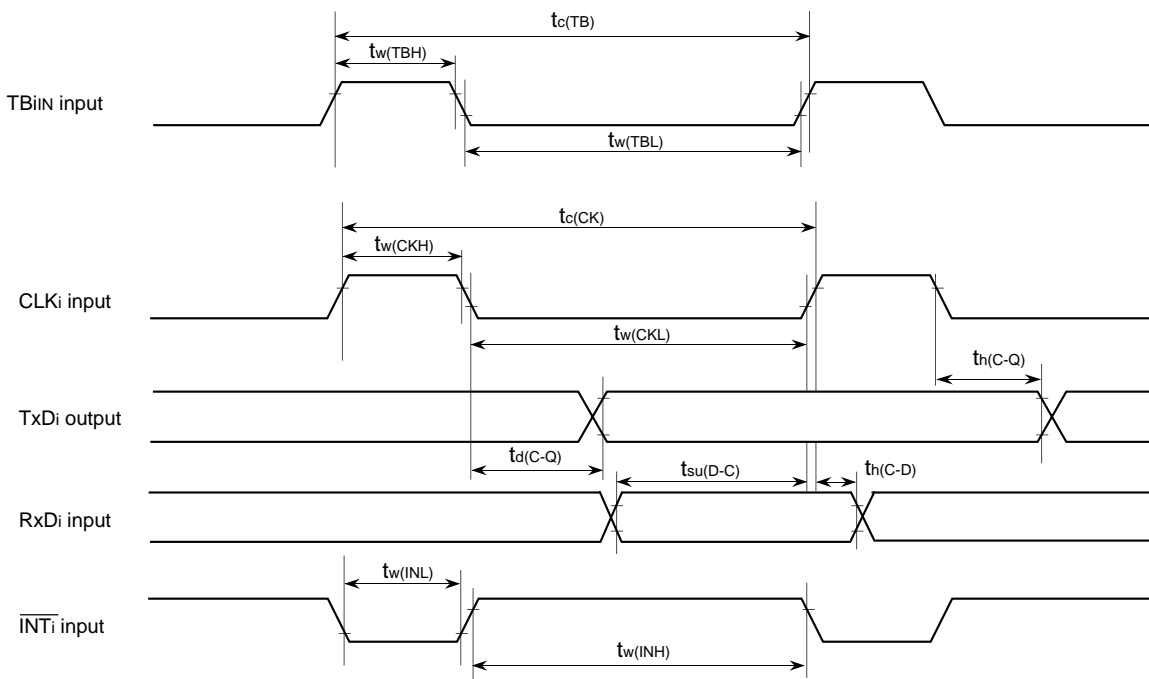 tc(TB)
tw(TBH)
TBiIN input
tw(TBL)
tc(CK)
tw(CKH)
CLKi input
tw(CKL)
th(C-Q)
TxDi output
td(C-Q)
tsu(D-C)
th(C-D)
RxDi input
tw(INL)
INTi input
tw(INH)